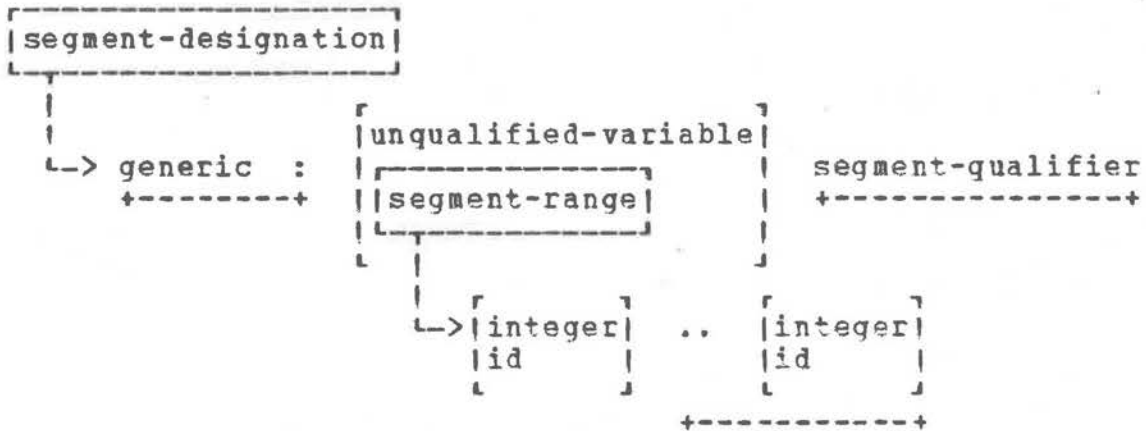 segment-designation
unqualified-variable
generic : segment-qualifier
segment-range
integer .. integer
id id